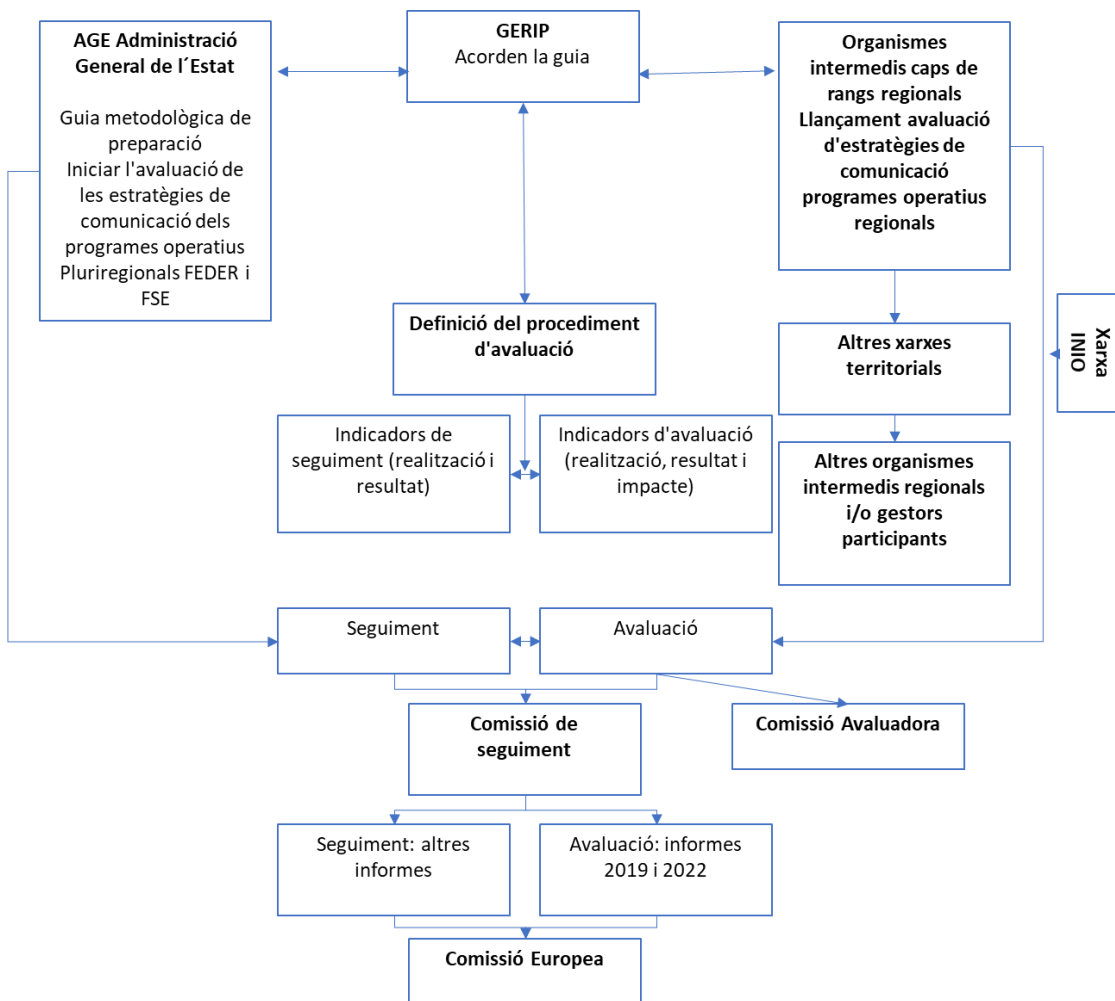 AGE Administració
General de l´Estat
Guia metodològica de
preparació
Iniciar l'avaluació de
les estratègies de
comunicació dels
programes operatius
Pluriregionals FEDER i
FSE
GERIP
Acorden la guia
Organismes
intermedis caps de
rangs regionals
Llançament avaluació
d'estratègies de
comunicació
programes operatius
regionals
Xarxa
INIO
Definició del procediment
d'avaluació
Altres xarxes
territorials
Indicadors de
seguiment (realització i
resultat)
Indicadors d'avaluació
(realització, resultat i
impacte)
Altres organismes
intermedis regionals
i/o gestors
participants
Seguiment
Avaluació
Comissió de
seguiment
Comissió Avaluadora
Seguiment: altres
informes
Avaluació: informes
2019 i 2022
Comissió Europea